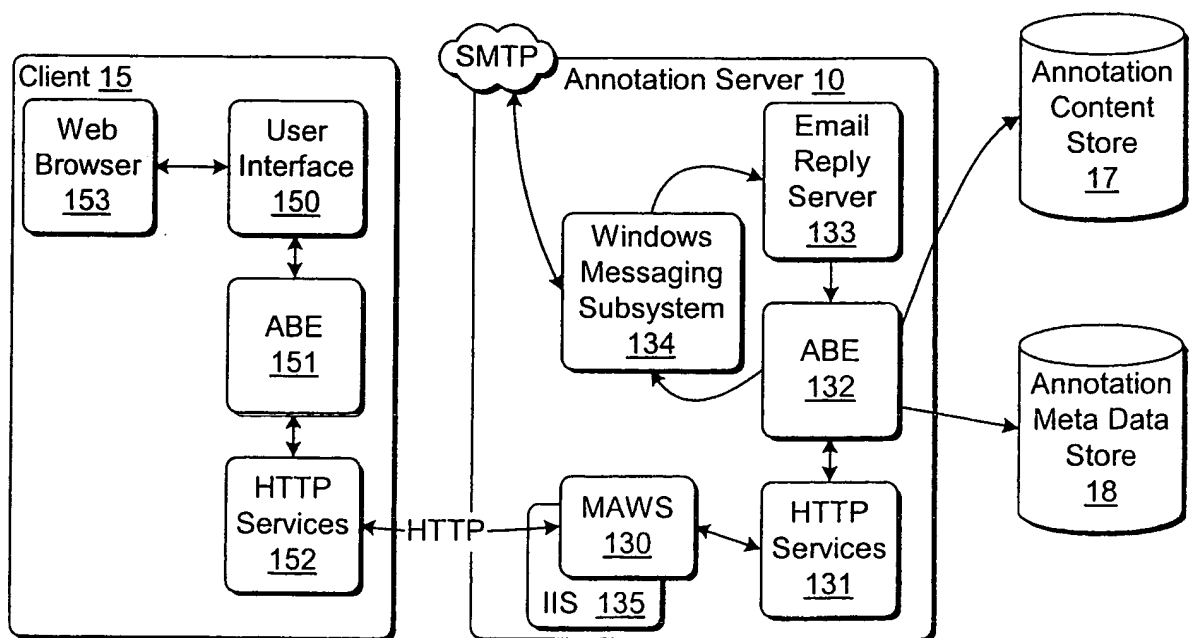 Client 15
Web
Browser
153
User
Interface
150
ABE
151
HTTP
Services
152
HTTP
SMTP
Annotation Server 10
Email
Reply
Server
133
Windows
Messaging
Subsystem
134
ABE
132
MAWS
130
IIS 135
HTTP
Services
131
Annotation
Content
Store
17
Annotation
Meta Data
Store
18